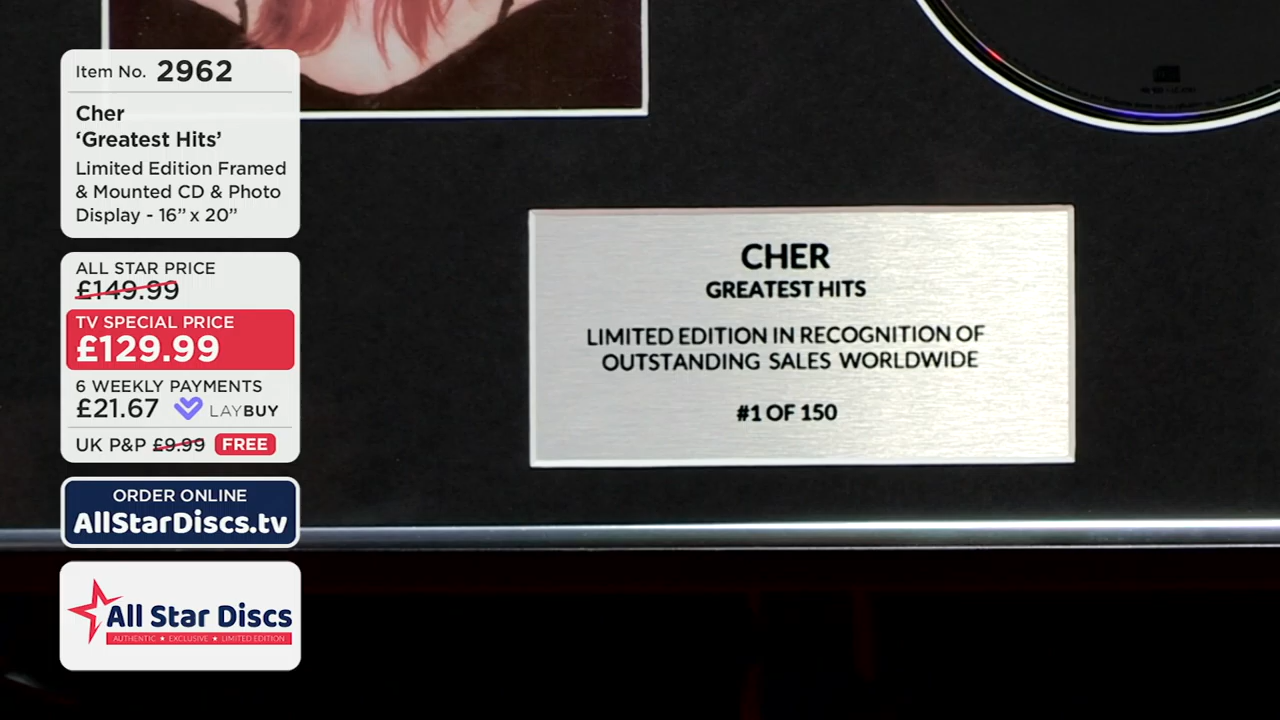 Item No. 2962
Cher
‘Greatest Hits’
Limited Edition Framed
& Mounted CD & Photo
Display - 16” x 20”
ALL STAR PRICE
£149.99
TV SPECIAL PRICE
£129.99
6 WEEKLY PAYMENTS
£21.67 LAYBUY
UK P&P £9.99 FREE
ORDER ONLINE
AllStarDiscs.tv
All Star Discs
AUTHENTIC ★ EXCLUSIVE ★ LIMITED EDITION
CHER
GREATEST HITS
LIMITED EDITION IN RECOGNITION OF
OUTSTANDING SALES WORLDWIDE
#1 OF 150